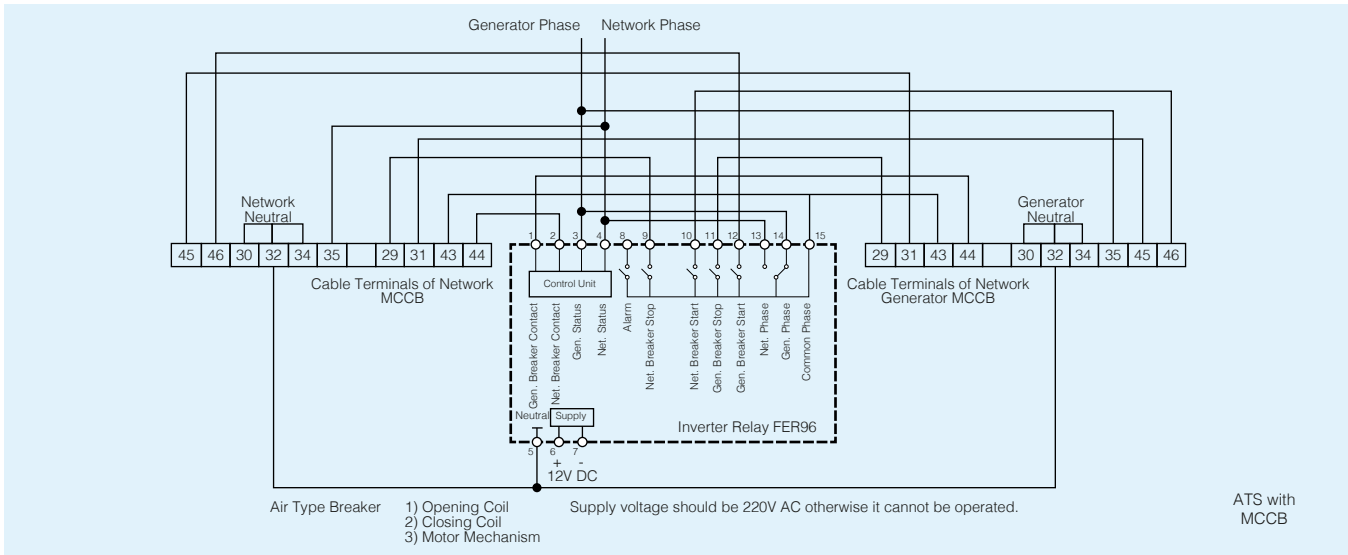 Generator Phase Network Phase
Network
Neutral
Generator
Neutral
45 46 30 32 34 35 29 31 43 44
1 2 3 4 8 9 10 11 12 13 14 15
29 31 43 44 30 32 34 35 45 46
Cable Terminals of Network
MCCB
Control Unit
Cable Terminals of Network
Generator MCCB
Gen. Breaker Contact
Net. Breaker Contact
Gen. Status
Net. Status
Alarm
Net. Breaker Stop
Net. Breaker Start
Gen. Breaker Stop
Gen. Breaker Start
Net. Phase
Gen. Phase
Common Phase
Neutral
Supply
Inverter Relay FER96
5 6 7
+ -
12V DC
Air Type Breaker
1) Opening Coil
2) Closing Coil
3) Motor Mechanism
Supply voltage should be 220V AC otherwise it cannot be operated.
ATS with
MCCB